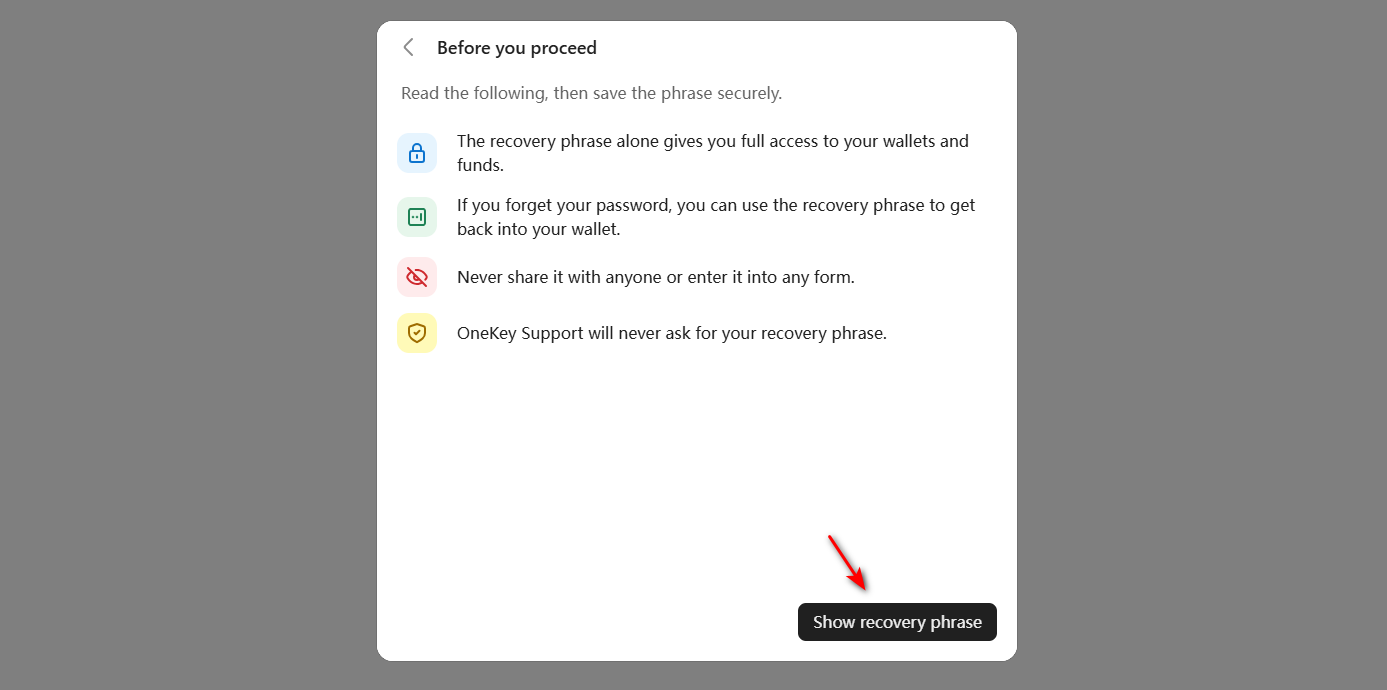 Before you proceed
Read the following, then save the phrase securely.
The recovery phrase alone gives you full access to your wallets and
funds.
If you forget your password, you can use the recovery phrase to get
back into your wallet.
Never share it with anyone or enter it into any form.
OneKey Support will never ask for your recovery phrase.
Show recovery phrase